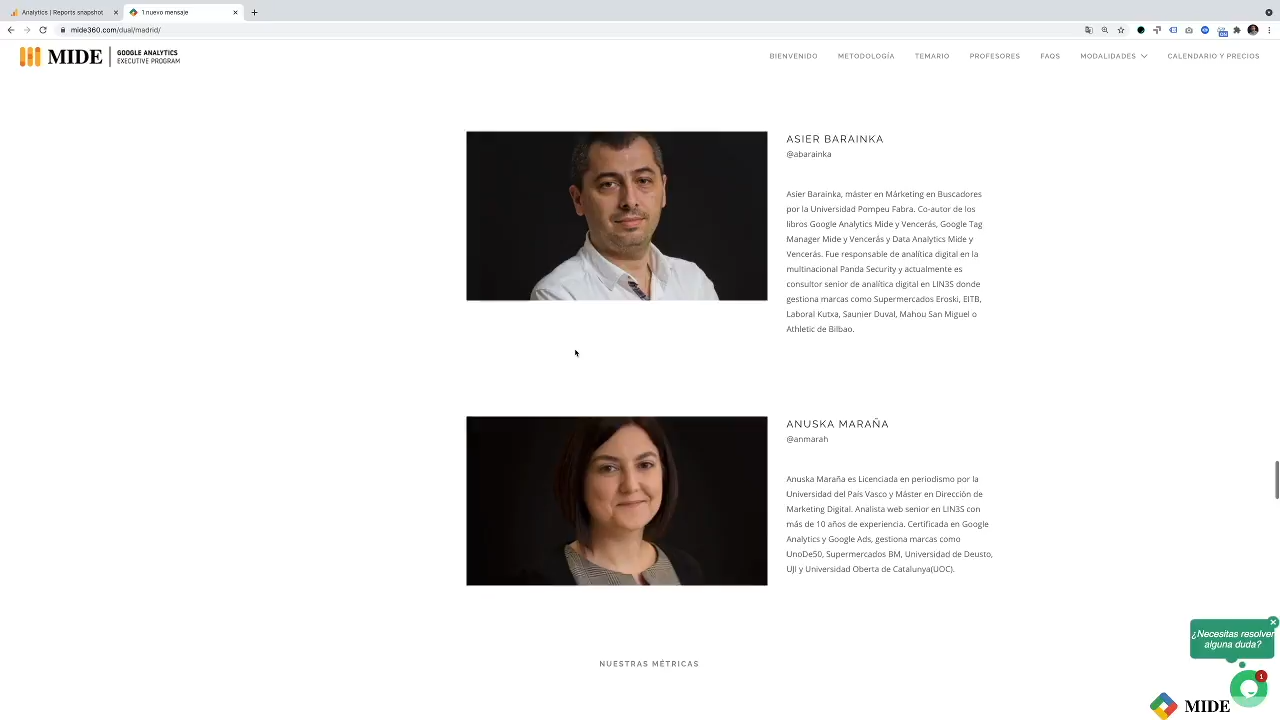 Analytics | Reports snapshot
1 nuevo mensaje
mide360.com/dual/madrid/
MIDE
GOOGLE ANALYTICS
EXECUTIVE PROGRAM
BIENVENIDO
METODOLOGÍA
TEMARIO
PROFESORES
FAQS
MODALIDADES
CALENDARIO Y PRECIOS
ASIER BARAINKA
@abarainka
Asier Barainka, máster en Márketing en Buscadores
por la Universidad Pompeu Fabra. Co-autor de los
libros Google Analytics Mide y Vencerás, Google Tag
Manager Mide y Vencerás y Data Analytics Mide y
Vencerás. Fue responsable de analítica digital en la
multinacional Panda Security y actualmente es
consultor senior de analítica digital en LIN3S donde
gestiona marcas como Supermercados Eroski, EITB,
Laboral Kutxa, Saunier Duval, Mahou San Miguel o
Athletic de Bilbao.
ANUSKA MARAÑA
@anmarah
Anuska Maraña es Licenciada en periodismo por la
Universidad del País Vasco y Máster en Dirección de
Marketing Digital. Analista web senior en LIN3S con
más de 10 años de experiencia. Certificada en Google
Analytics y Google Ads, gestiona marcas como
UnoDe50, Supermercados BM, Universidad de Deusto,
UJI y Universidad Oberta de Catalunya(UOC).
NUESTRAS MÉTRICAS
¿Necesitas resolver
alguna duda?
1
MIDE